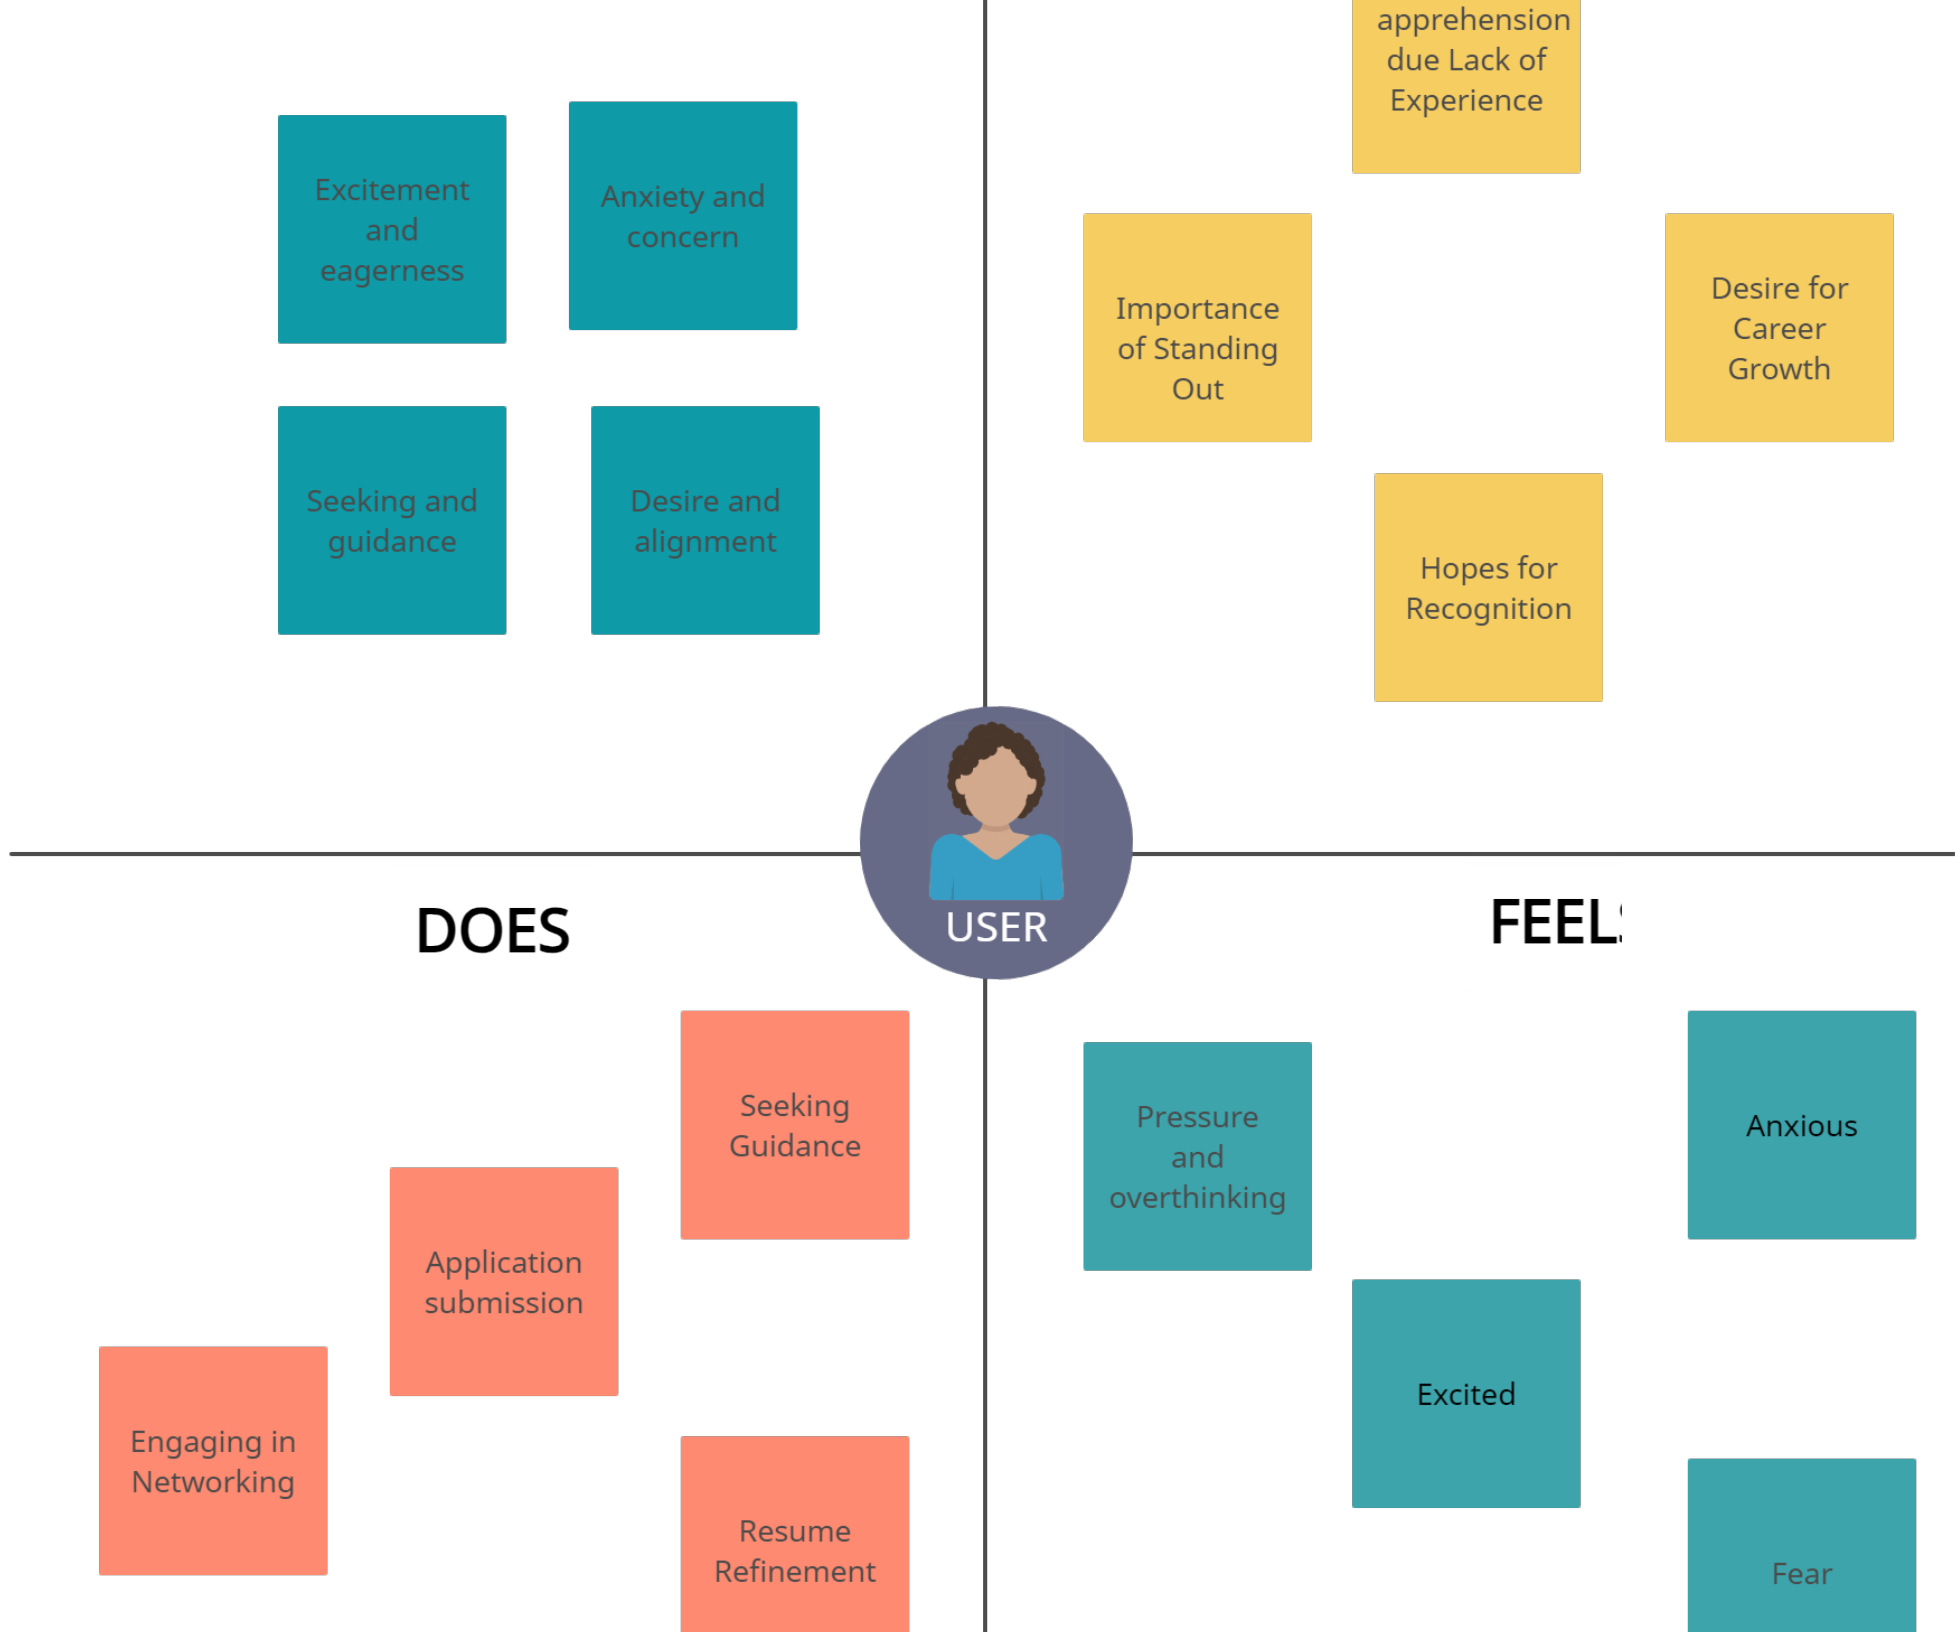 Excitement
and
eagerness
Anxiety and
concern
Seeking and
guidance
Desire and
alignment
apprehension
due Lack of
Experience
Importance
of Standing
Out
Desire for
Career
Growth
Hopes for
Recognition
USER
DOES
Seeking
Guidance
Application
submission
Engaging in
Networking
Resume
Refinement
FEELS
Pressure
and
overthinking
Anxious
Excited
Fear